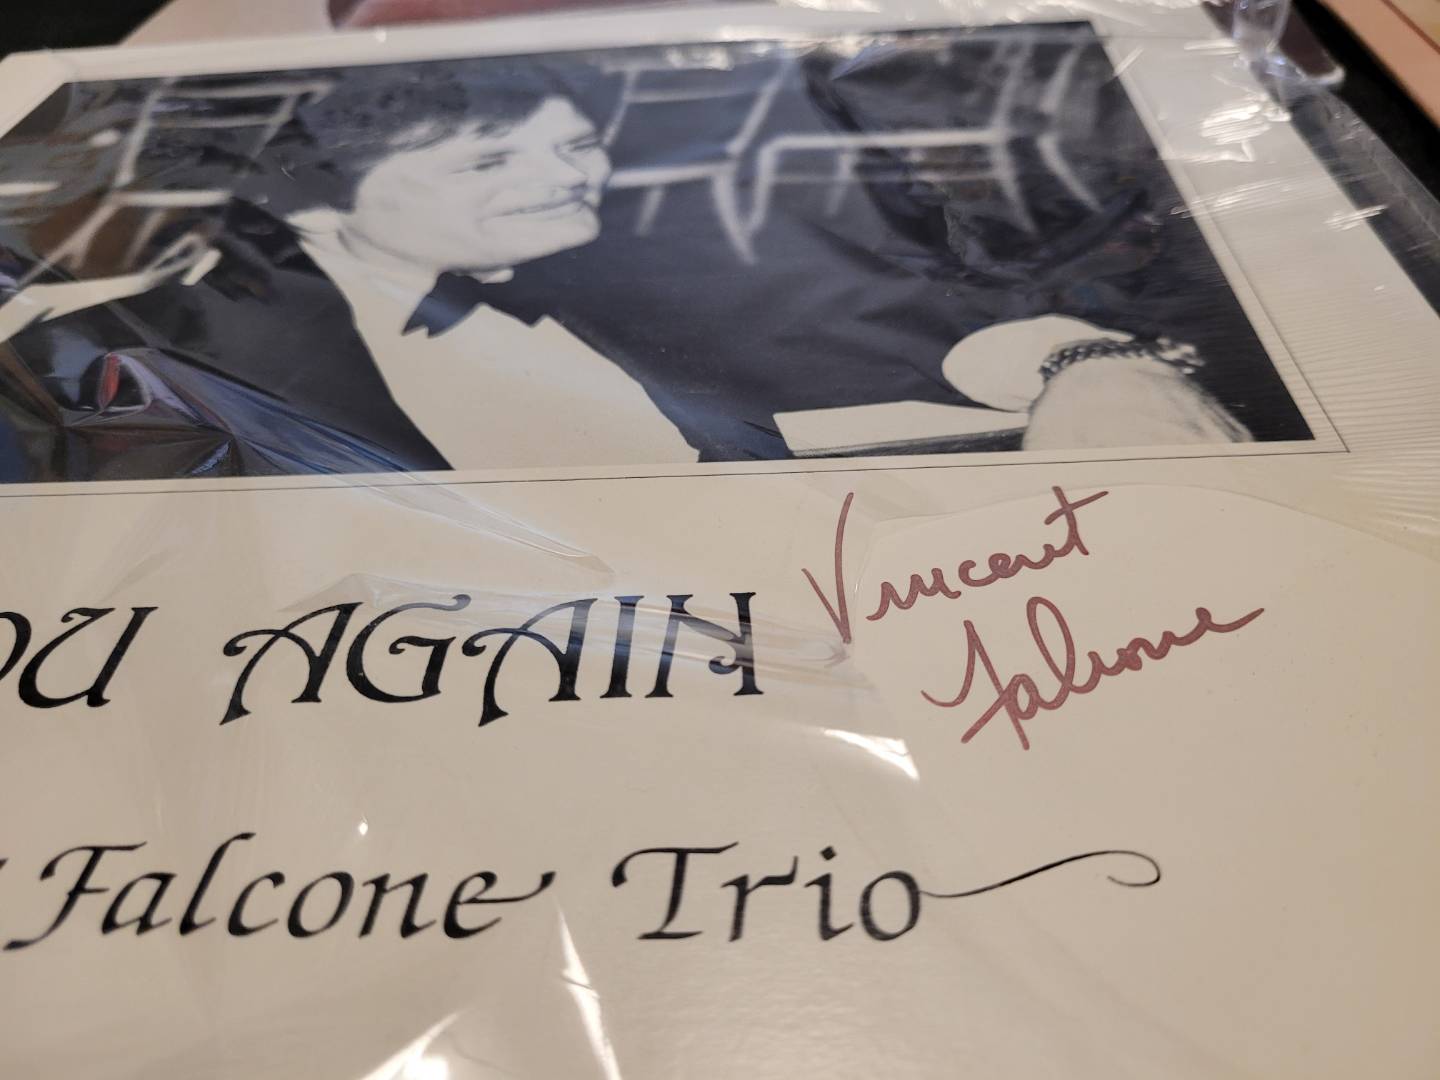 OU AGAIN
Vincent
Falcone
Falcone Trio